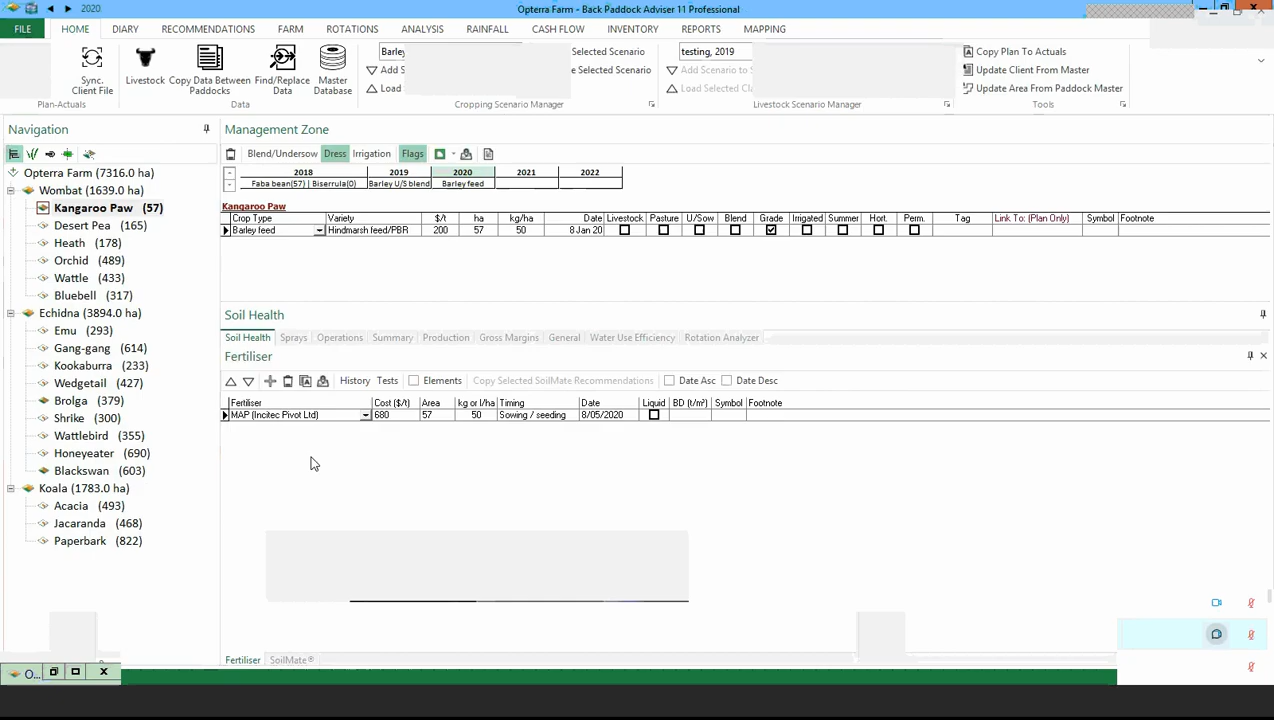 2020
Opterra Farm - Back Paddock Adviser 11 Professional
FILE HOME DIARY RECOMMENDATIONS FARM ROTATIONS ANALYSIS RAINFALL CASH FLOW INVENTORY REPORTS MAPPING
Sync. Client File
Plan-Actuals
Livestock
Copy Data Between Paddocks
Find/Replace Data
Master Database
Data
Barley
Selected Scenario
Add S
e Selected Scenario
Load
Cropping Scenario Manager
testing, 2019
Add Scenario to S
Load Selected Cla
Livestock Scenario Manager
Copy Plan To Actuals
Update Client From Master
Update Area From Paddock Master
Tools
Navigation
Opterra Farm (7316.0 ha)
Wombat (1639.0 ha)
Kangaroo Paw (57)
Desert Pea (165)
Heath (178)
Orchid (489)
Wattle (433)
Bluebell (317)
Echidna (3894.0 ha)
Emu (293)
Gang-gang (614)
Kookaburra (233)
Wedgetail (427)
Brolga (379)
Shrike (300)
Wattlebird (355)
Honeyeater (690)
Blackswan (603)
Koala (1783.0 ha)
Acacia (493)
Jacaranda (468)
Paperbark (822)
Management Zone
Blend/Undersow Dress Irrigation Flags
2018 2019 2020 2021 2022
Faba bean(57) | Biserrula(0) Barley U/S blend Barley feed
Kangaroo Paw
Crop Type Variety $/t ha kg/ha Date Livestock Pasture U/Sow Blend Grade Irrigated Summer Hort. Perm. Tag Link To: (Plan Only) Symbol Footnote
Barley feed Hindmarsh feed/PBR 200 57 50 8 Jan 20
Soil Health
Soil Health Sprays Operations Summary Production Gross Margins General Water Use Efficiency Rotation Analyzer
Fertiliser
History Tests Elements Copy Selected SoilMate Recommendations Date Asc Date Desc
Fertiliser Cost ($/t) Area kg or l/ha Timing Date Liquid BD (t/m³) Symbol Footnote
MAP (Incitec Pivot Ltd) 680 57 50 Sowing / seeding 8/05/2020
Fertiliser SoilMate®
O...